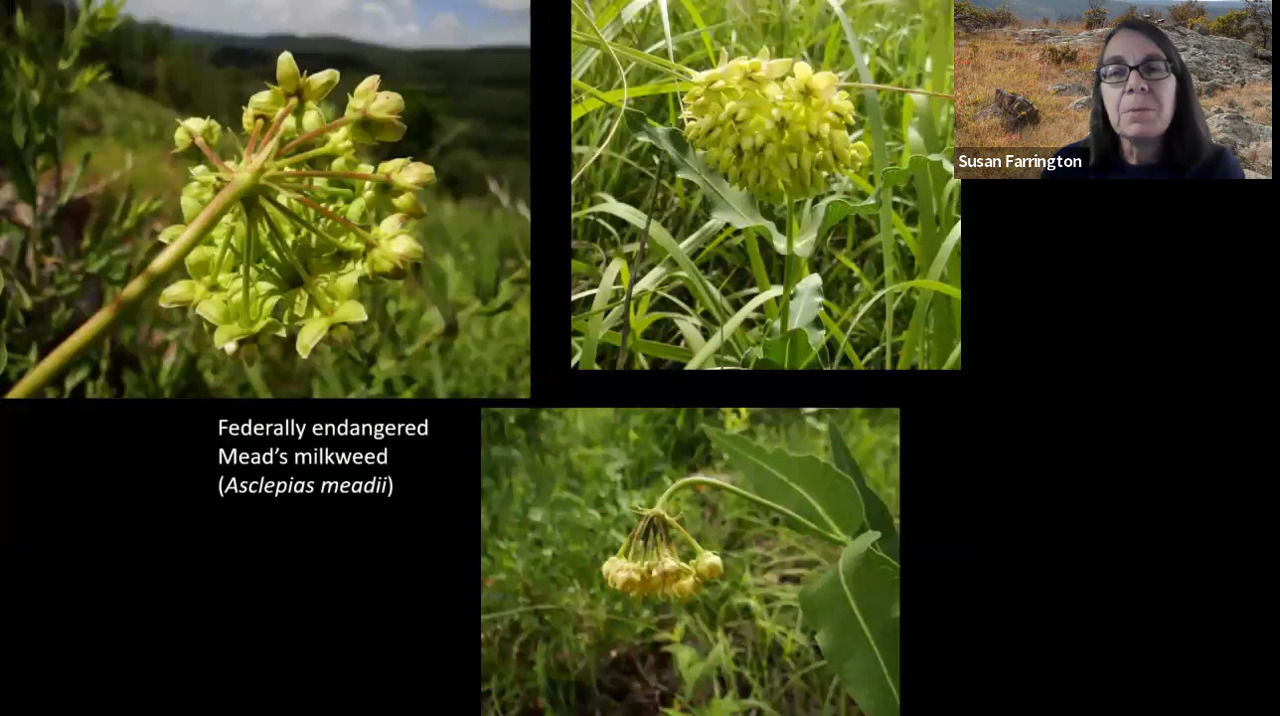 Susan Farrington
Federally endangered
Mead's milkweed
(Asclepias meadii)